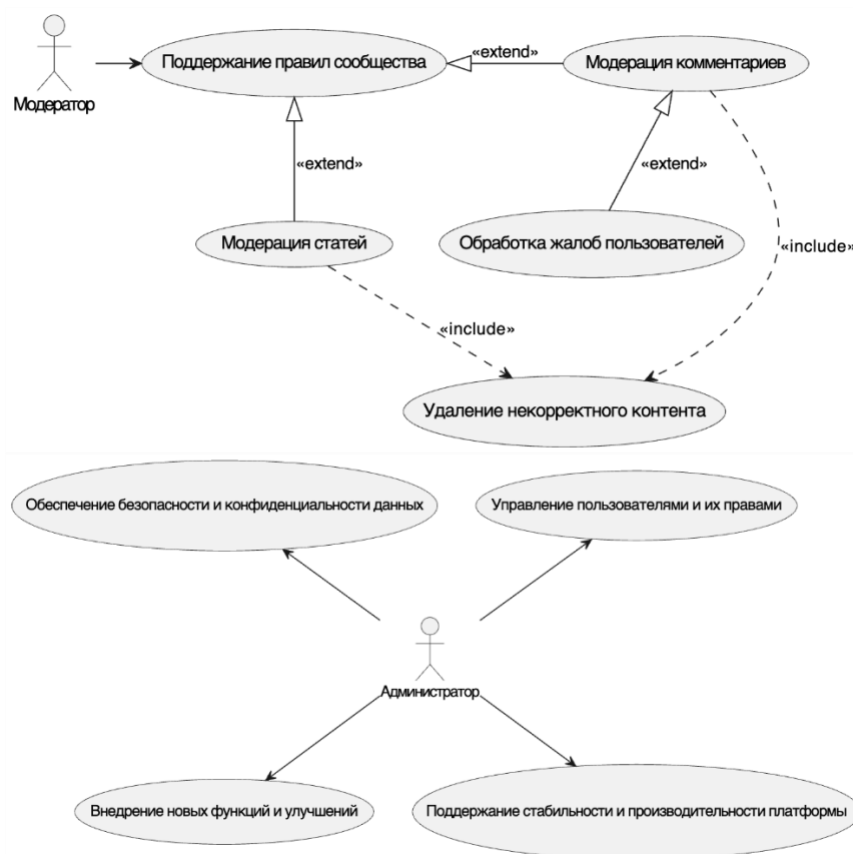 Поддержание правил сообщества
«extend»
Модерация комментариев
Модератор
«extend»
«extend»
Модерация статей
Обработка жалоб пользователей
«include»
«include»
Удаление некорректного контента
Обеспечение безопасности и конфиденциальности данных
Управление пользователями и их правами
Администратор
Внедрение новых функций и улучшений
Поддержание стабильности и производительности платформы